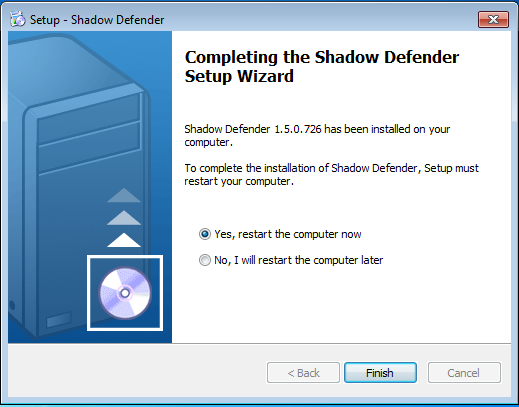 Setup - Shadow Defender
Completing the Shadow Defender
Setup Wizard
Shadow Defender 1.5.0.726 has been installed on your
computer.
To complete the installation of Shadow Defender, Setup must
restart your computer.
Yes, restart the computer now
No, I will restart the computer later
< Back
Finish
Cancel